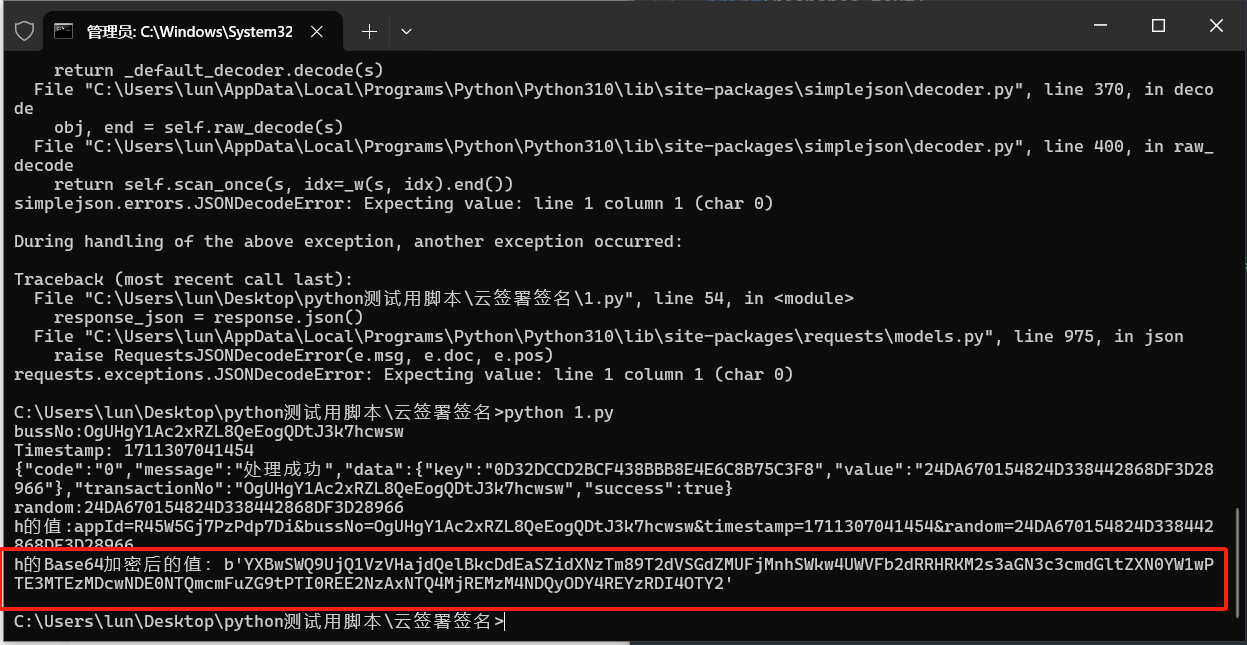 管理员: C:\Windows\System32
return _default_decoder.decode(s)
File "C:\Users\lun\AppData\Local\Programs\Python\Python310\lib\site-packages\simplejson\decoder.py", line 370, in deco
de
obj, end = self.raw_decode(s)
File "C:\Users\lun\AppData\Local\Programs\Python\Python310\lib\site-packages\simplejson\decoder.py", line 400, in raw_
decode
return self.scan_once(s, idx=_w(s, idx).end())
simplejson.errors.JSONDecodeError: Expecting value: line 1 column 1 (char 0)
During handling of the above exception, another exception occurred:
Traceback (most recent call last):
File "C:\Users\lun\Desktop\python测试用脚本\云签署签名\1.py", line 54, in <module>
response_json = response.json()
File "C:\Users\lun\AppData\Local\Programs\Python\Python310\lib\site-packages\requests\models.py", line 975, in json
raise RequestsJSONDecodeError(e.msg, e.doc, e.pos)
requests.exceptions.JSONDecodeError: Expecting value: line 1 column 1 (char 0)
C:\Users\lun\Desktop\python测试用脚本\云签署签名>python 1.py
bussNo:OgUHgY1Ac2xRZL8QeEogQDtJ3k7hcwsw
Timestamp: 1711307041454
{"code":"0","message":"处理成功","data":{"key":"0D32DCCD2BCF438BBB8E4E6C8B75C3F8","value":"24DA670154824D338442868DF3D28
966"},"transactionNo":"OgUHgY1Ac2xRZL8QeEogQDtJ3k7hcwsw","success":true}
random:24DA670154824D338442868DF3D28966
h的值:appId=R45W5Gj7PzPdp7Di&bussNo=OgUHgY1Ac2xRZL8QeEogQDtJ3k7hcwsw&timestamp=1711307041454&random=24DA670154824D338442
868DF3D28966
h的Base64加密后的值: b'YXBwSWQ9UjQ1VzVHajdQelBkcDdEaSZidXNzTm89T2dVSGdZMUFjMnhSWkw4UWVFb2dRRHRKM2s3aGN3c3cmdGltZXN0YW1wP
TE3MTEzMDcwNDE0NTQmcmFuZG9tPTI0REE2NzAxNTQ4MjREMzM4NDQyODY4REYzRDI4OTY2'
C:\Users\lun\Desktop\python测试用脚本\云签署签名>